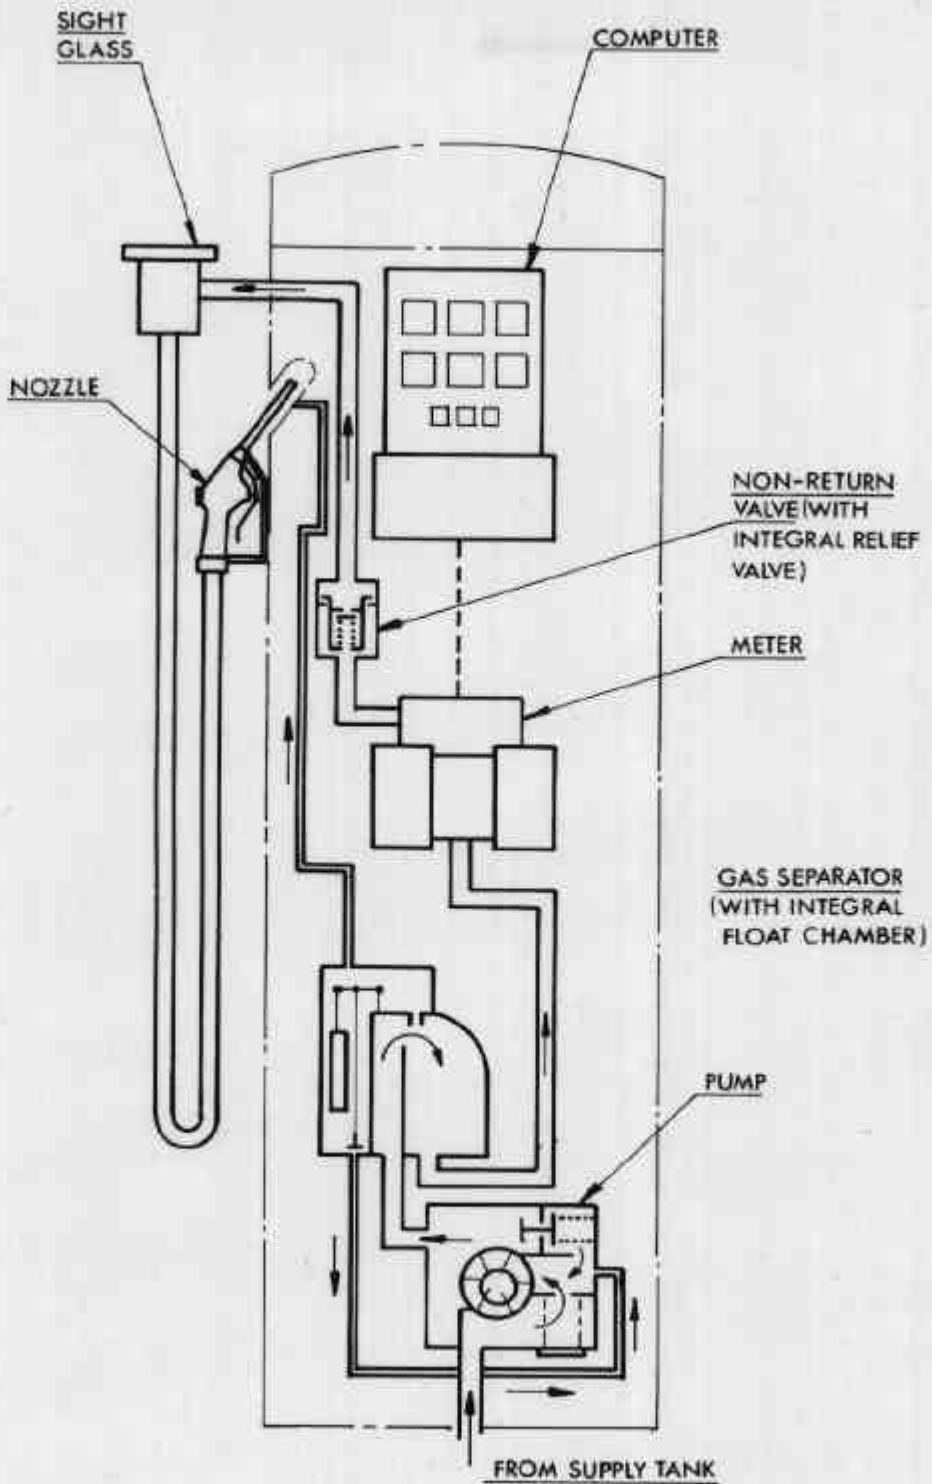 SIGHT
GLASS
COMPUTER
NOZZLE
NON-RETURN
VALVE(WITH
INTEGRAL RELIEF
VALVE)
METER
GAS SEPARATOR
(WITH INTEGRAL
FLOAT CHAMBER)
PUMP
FROM SUPPLY TANK